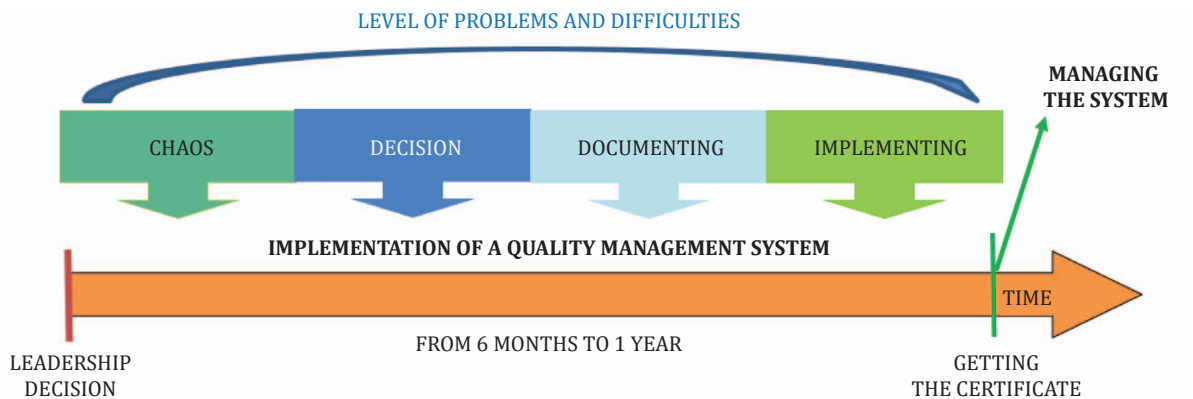 LEVEL OF PROBLEMS AND DIFFICULTIES
MANAGING
THE SYSTEM
CHAOS
DECISION
DOCUMENTING
IMPLEMENTING
IMPLEMENTATION OF A QUALITY MANAGEMENT SYSTEM
TIME
FROM 6 MONTHS TO 1 YEAR
LEADERSHIP
DECISION
GETTING
THE CERTIFICATE